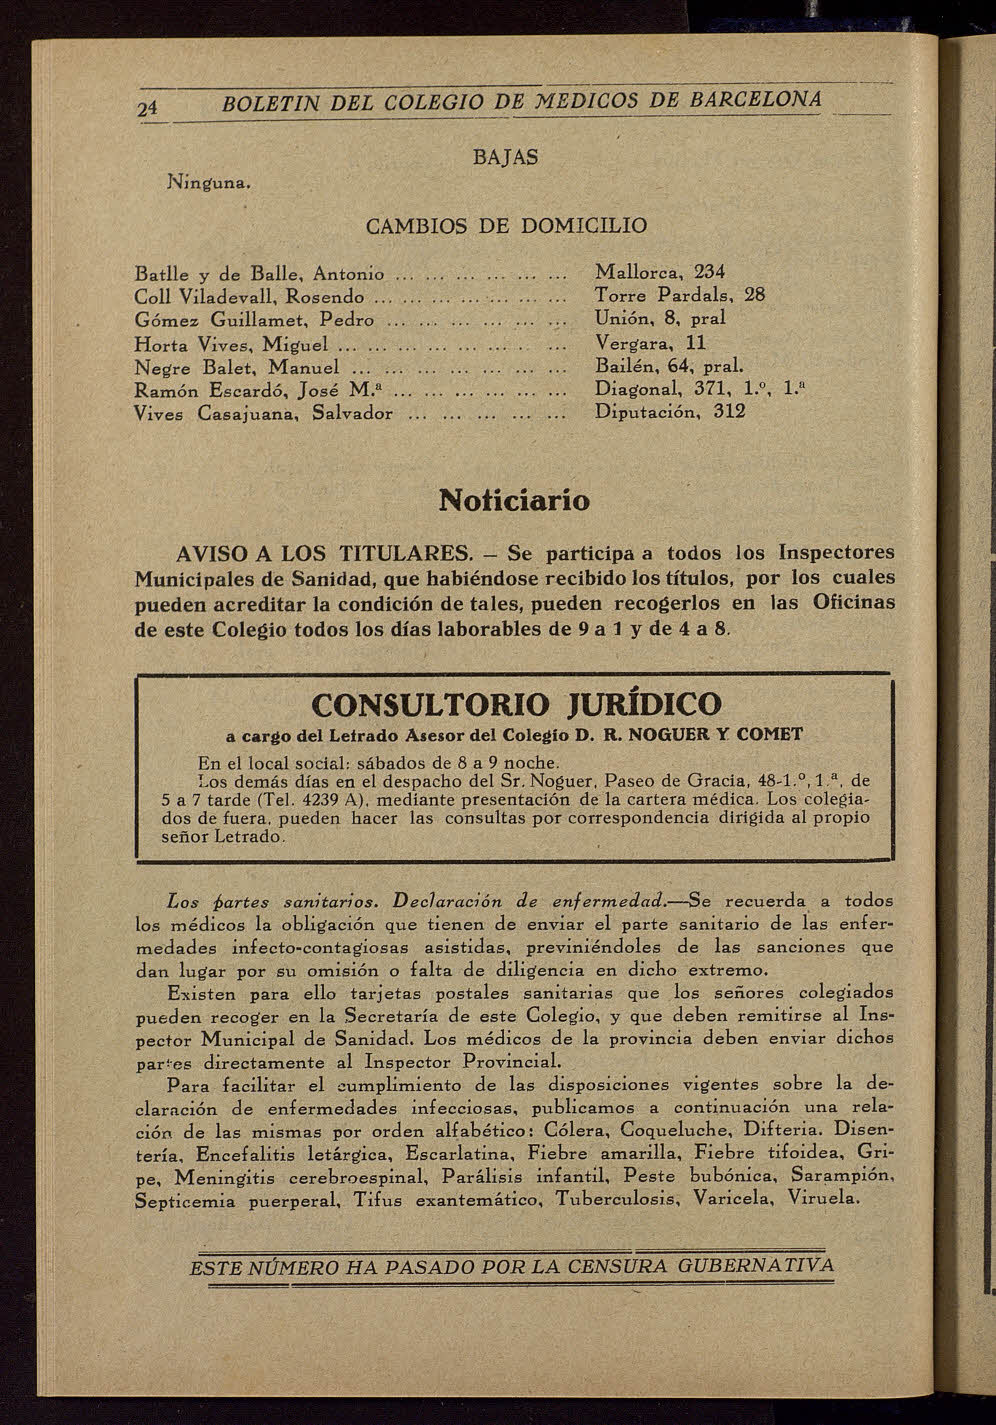 24 BOLETIN DEL COLEGIO DE MEDICOS DE BARCELONA
BAJAS
Ninguna.
CAMBIOS DE DOMICILIO
Batlle y de Balle, Antonio ... ... ... ... ... ... Mallorca, 234
Coll Viladevall, Rosendo ... ... ... ... ... ... ... Torre Pardals, 28
Gómez Guillamet, Pedro ... ... ... ... ... ... Unión, 8, pral
Horta Vives, Miguel ... ... ... ... ... ... ... ... Vergara, 11
Negre Balet, Manuel ... ... ... ... ... ... ... ... Bailén, 64, pral.
Ramón Escardó, José M.ª ... ... ... ... ... ... Diagonal, 371, 1.º, 1.ª
Vives Casajuana, Salvador ... ... ... ... ... ... Diputación, 312
Noticiario
AVISO A LOS TITULARES. — Se participa a todos los Inspectores
Municipales de Sanidad, que habiéndose recibido los títulos, por los cuales
pueden acreditar la condición de tales, pueden recogerlos en las Oficinas
de este Colegio todos los días laborables de 9 a 1 y de 4 a 8.
CONSULTORIO JURÍDICO
a cargo del Letrado Asesor del Colegio D. R. NOGUER Y COMET
En el local social: sábados de 8 a 9 noche.
Los demás días en el despacho del Sr. Noguer, Paseo de Gracia, 48-1.º, 1.ª, de
5 a 7 tarde (Tel. 4239 A), mediante presentación de la cartera médica. Los colegia-
dos de fuera, pueden hacer las consultas por correspondencia dirigida al propio
señor Letrado.
Los partes sanitarios. Declaración de enfermedad.—Se recuerda a todos
los médicos la obligación que tienen de enviar el parte sanitario de las enfer-
medades infecto-contagiosas asistidas, previniéndoles de las sanciones que
dan lugar por su omisión o falta de diligencia en dicho extremo.
Existen para ello tarjetas postales sanitarias que los señores colegiados
pueden recoger en la Secretaría de este Colegio, y que deben remitirse al Ins-
pector Municipal de Sanidad. Los médicos de la provincia deben enviar dichos
partes directamente al Inspector Provincial.
Para facilitar el cumplimiento de las disposiciones vigentes sobre la de-
claración de enfermedades infecciosas, publicamos a continuación una rela-
ción de las mismas por orden alfabético: Cólera, Coqueluche, Difteria. Disen-
tería, Encefalitis letárgica, Escarlatina, Fiebre amarilla, Fiebre tifoidea, Gri-
pe, Meningitis cerebroespinal, Parálisis infantil, Peste bubónica, Sarampión,
Septicemia puerperal, Tifus exantemático, Tuberculosis, Varicela, Viruela.
ESTE NÚMERO HA PASADO POR LA CENSURA GUBERNATIVA